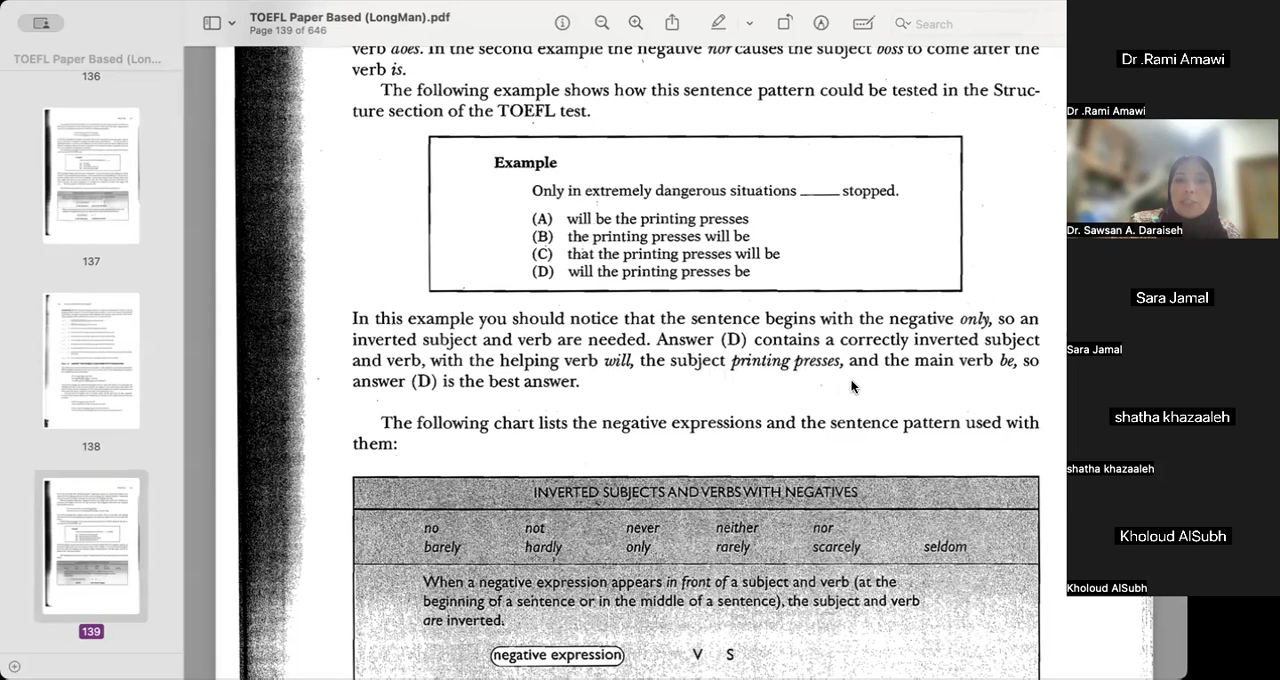 TOEFL Paper Based (LongMan).pdf
Page 139 of 646
Search
TOEFL Paper Based (Lon...
136
137
138
139
verb does. In the second example the negative nor causes the subject boss to come after the
verb is.
The following example shows how this sentence pattern could be tested in the Struc-
ture section of the TOEFL test.
Example
Only in extremely dangerous situations _____ stopped.
(A) will be the printing presses
(B) the printing presses will be
(C) that the printing presses will be
(D) will the printing presses be
In this example you should notice that the sentence begins with the negative only, so an
inverted subject and verb are needed. Answer (D) contains a correctly inverted subject
and verb, with the helping verb will, the subject printing presses, and the main verb be, so
answer (D) is the best answer.
The following chart lists the negative expressions and the sentence pattern used with
them:
INVERTED SUBJECTS AND VERBS WITH NEGATIVES
no not never neither nor
barely hardly only rarely scarcely seldom
When a negative expression appears in front of a subject and verb (at the
beginning of a sentence or in the middle of a sentence), the subject and verb
are inverted.
negative expression V S
Dr .Rami Amawi
Dr .Rami Amawi
Dr. Sawsan A. Daraiseh
Sara Jamal
Sara Jamal
shatha khazaaleh
shatha khazaaleh
Kholoud AlSubh
Kholoud AlSubh